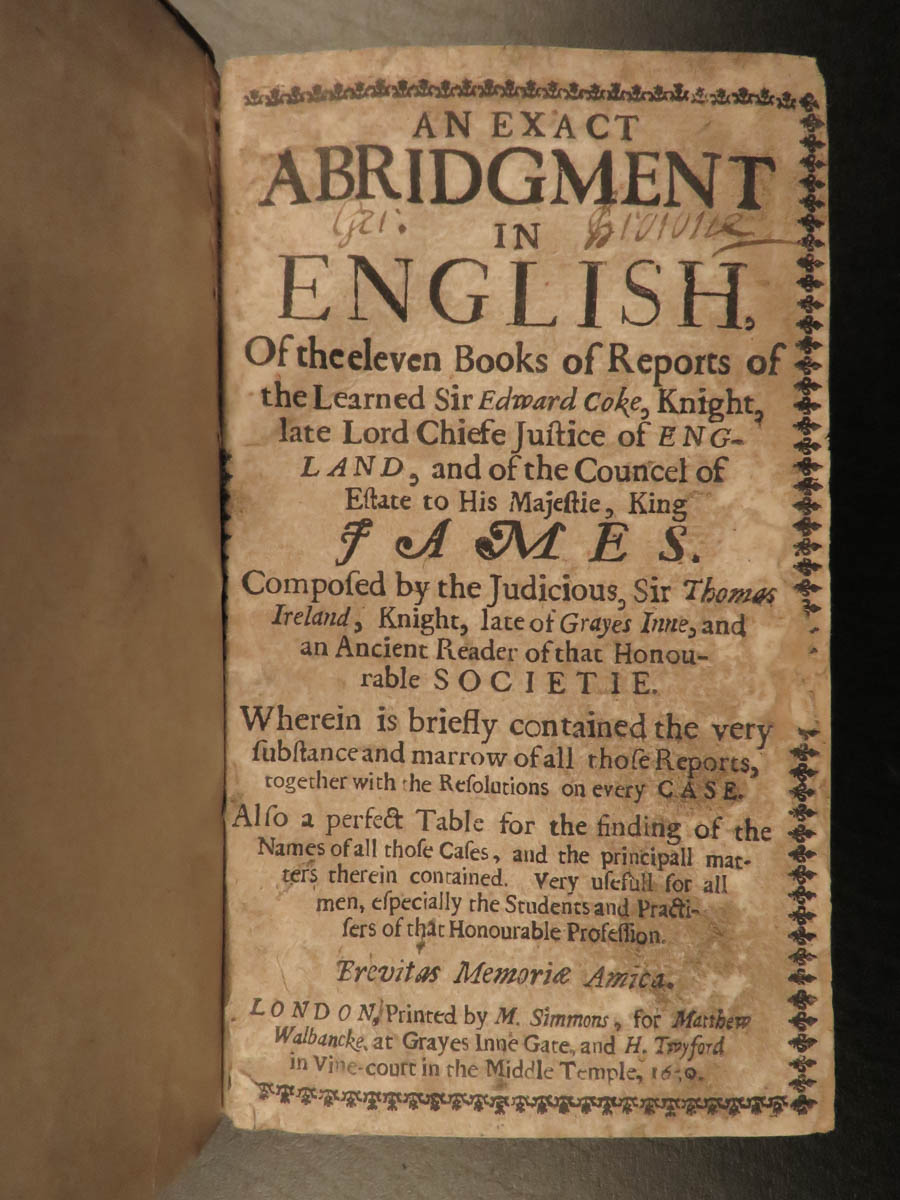 AN EXACT
ABRIDGMENT
IN
Browne
ENGLISH,
Of the eleven Books of Reports of
the Learned Sir Edward Coke, Knight,
late Lord Chiefe Juſtice of ENG-
LAND, and of the Councel of
Eſtate to His Majeſtie, King
JAMES.
Compoſed by the Judicious, Sir Thomas
Ireland, Knight, late of Grayes Inne, and
an Ancient Reader of that Honou-
rable SOCIETIE.
Wherein is briefly contained the very
ſubſtance and marrow of all thoſe Reports,
together with the Reſolutions on every CASE.
Alſo a perfect Table for the finding of the
Names of all thoſe Caſes, and the principall mat-
ters therein contained. Very uſefull for all
men, eſpecially the Students and Practi-
ſers of that Honourable Profeſſion.
Brevitas Memoriæ Amica.
LONDON, Printed by M. Simmons, for Matthew
Walbancke, at Grayes Inne Gate, and H. Twyford
in Vine-court in the Middle Temple, 1650.